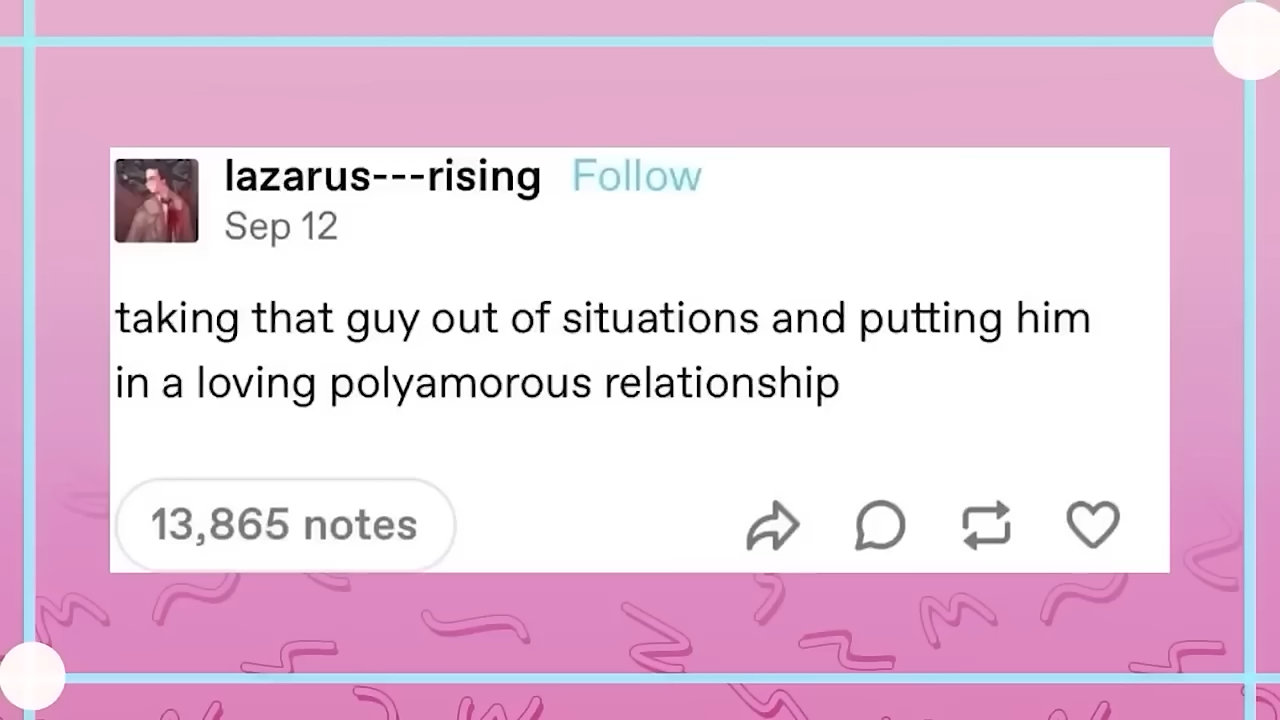 lazarus---rising Follow
Sep 12
taking that guy out of situations and putting him
in a loving polyamorous relationship
13,865 notes